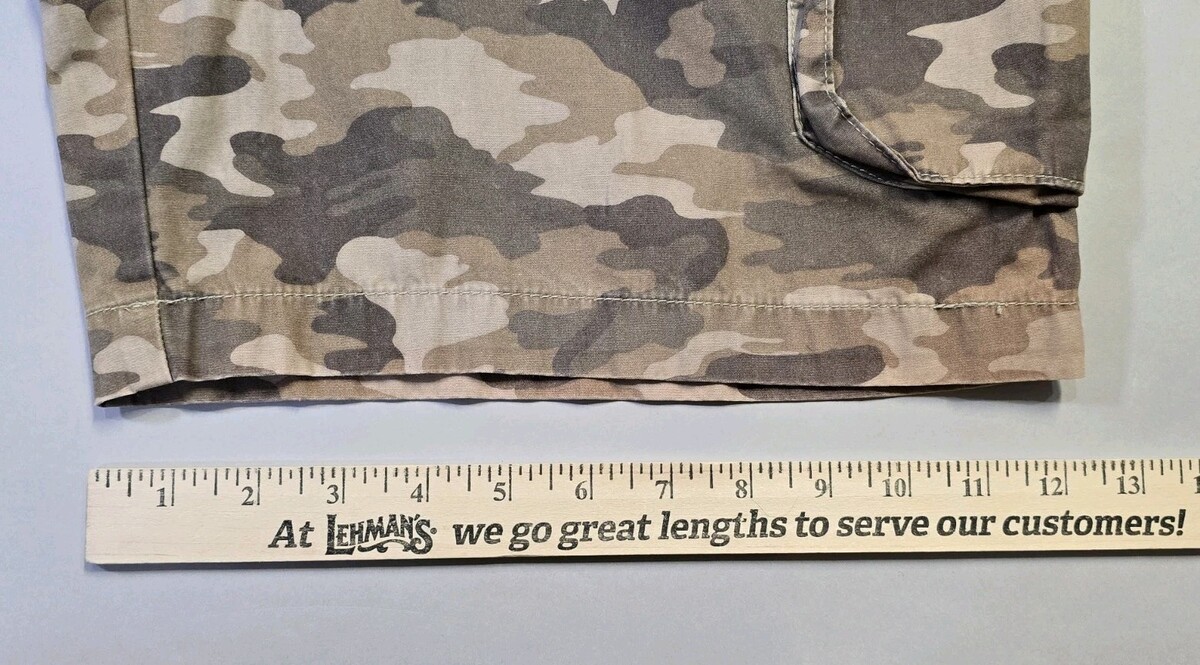 1 2 3 4 5 6 7 8 9 10 11 12 13
At LEHMAN'S we go great lengths to serve our customers!